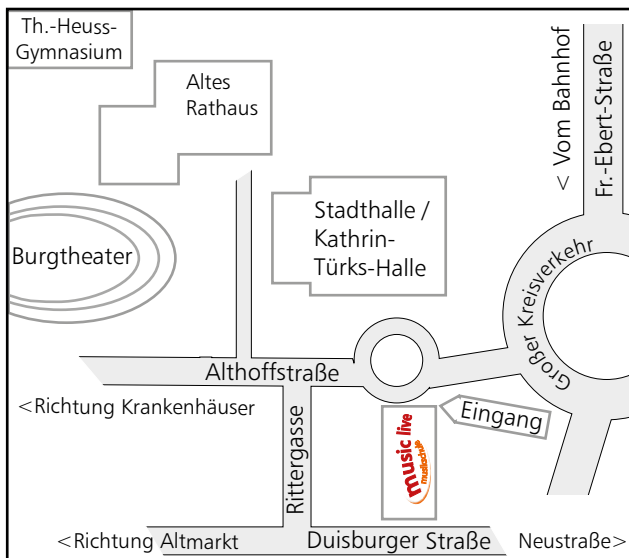 Th.-Heuss-
Gymnasium
Altes
Rathaus
< Vom Bahnhof
Fr.-Ebert-Straße
Stadthalle /
Kathrin-
Türks-Halle
Burgtheater
Großer Kreisverkehr
Althoffstraße
<Richtung Krankenhäuser
Rittergasse
music live
musikschule
Eingang
<Richtung Altmarkt
Duisburger Straße
Neustraße>